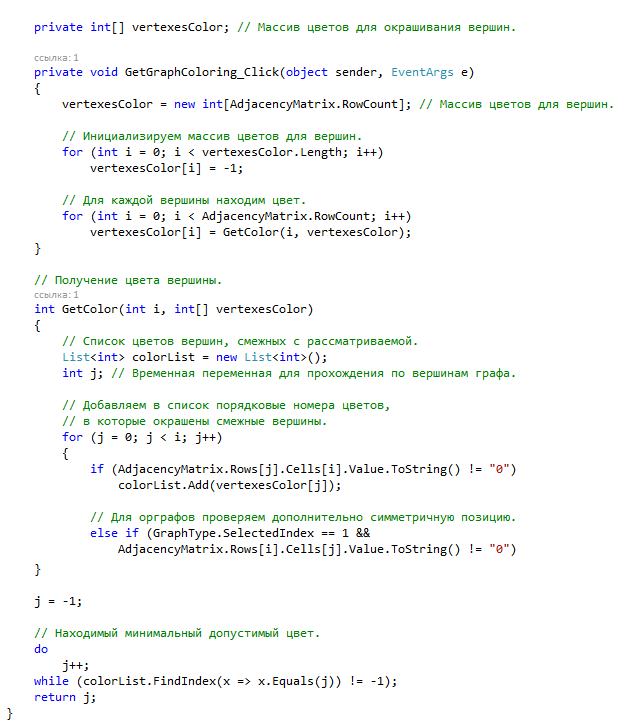 private int[] vertexesColor; // Массив цветов для окрашивания вершин.
ссылка: 1
private void GetGraphColoring_Click(object sender, EventArgs e)
{
vertexesColor = new int[AdjacencyMatrix.RowCount]; // Массив цветов для вершин.
// Инициализируем массив цветов для вершин.
for (int i = 0; i < vertexesColor.Length; i++)
vertexesColor[i] = -1;
// Для каждой вершины находим цвет.
for (int i = 0; i < AdjacencyMatrix.RowCount; i++)
vertexesColor[i] = GetColor(i, vertexesColor);
}
// Получение цвета вершины.
ссылка: 1
int GetColor(int i, int[] vertexesColor)
{
// Список цветов вершин, смежных с рассматриваемой.
List<int> colorList = new List<int>();
int j; // Временная переменная для прохождения по вершинам графа.
// Добавляем в список порядковые номера цветов,
// в которые окрашены смежные вершины.
for (j = 0; j < i; j++)
{
if (AdjacencyMatrix.Rows[j].Cells[i].Value.ToString() != "0")
colorList.Add(vertexesColor[j]);
// Для орграфов проверяем дополнительно симметричную позицию.
else if (GraphType.SelectedIndex == 1 &&
AdjacencyMatrix.Rows[i].Cells[j].Value.ToString() != "0")
}
j = -1;
// Находимый минимальный допустимый цвет.
do
j++;
while (colorList.FindIndex(x => x.Equals(j)) != -1);
return j;
}